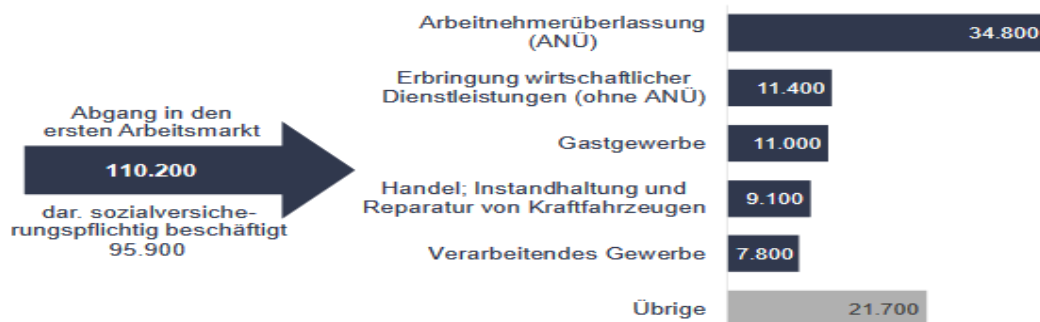 Abgang in den
ersten Arbeitsmarkt
110.200
dar. sozialversiche-
rungspflichtig beschäftigt
95.900
Arbeitnehmerüberlassung
(ANÜ)
34.800
Erbringung wirtschaftlicher
Dienstleistungen (ohne ANÜ)
11.400
Gastgewerbe
11.000
Handel; Instandhaltung und
Reparatur von Kraftfahrzeugen
9.100
Verarbeitendes Gewerbe
7.800
Übrige
21.700